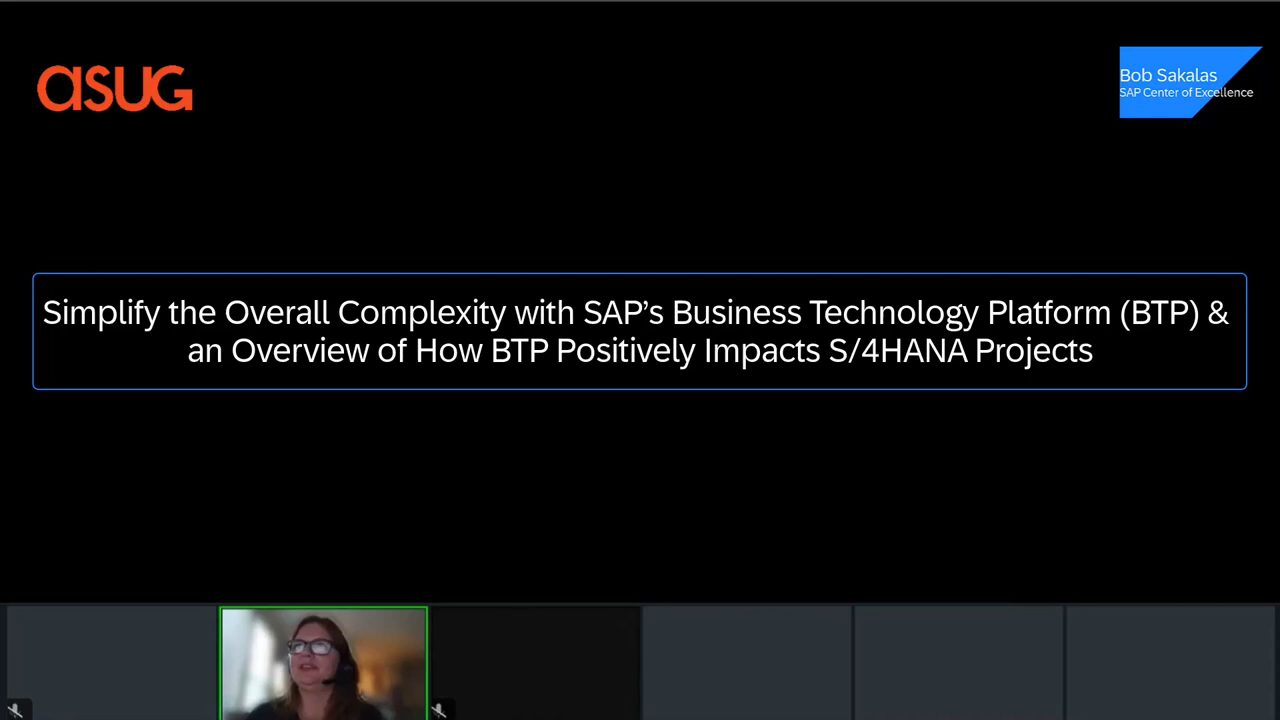 asug
Bob Sakalas
SAP Center of Excellence
Simplify the Overall Complexity with SAP’s Business Technology Platform (BTP) &
an Overview of How BTP Positively Impacts S/4HANA Projects